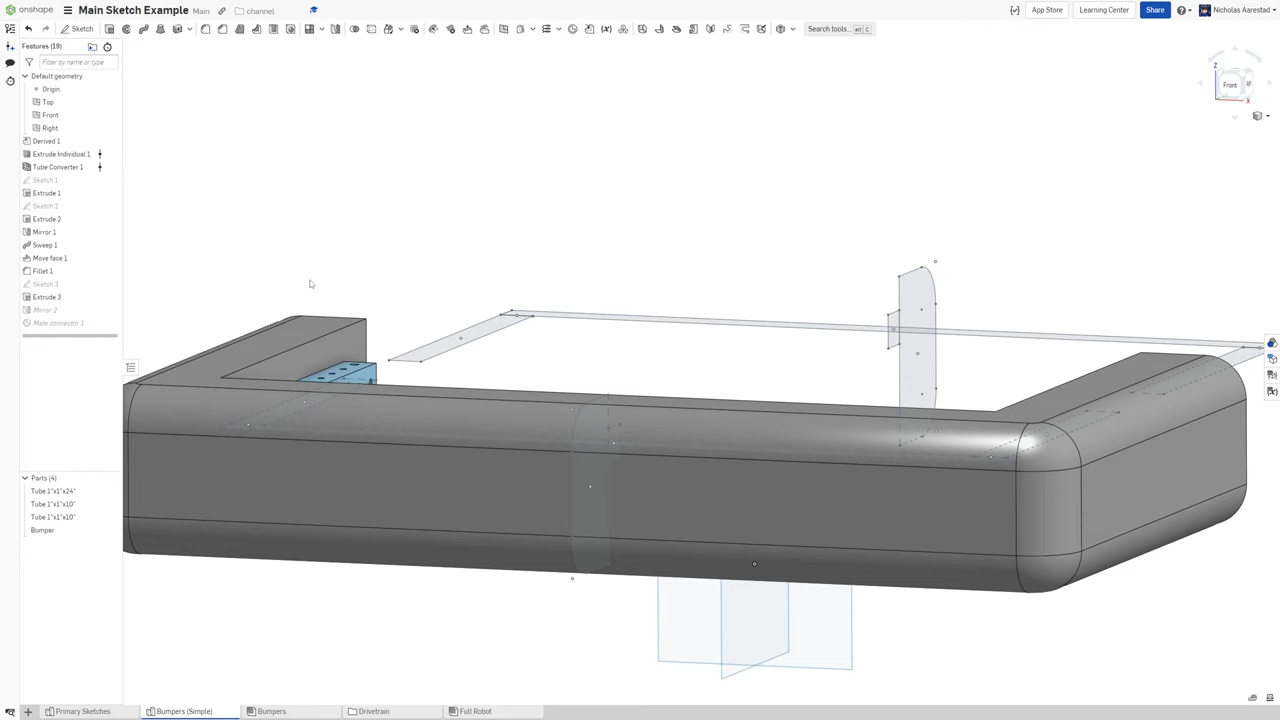 onshape Main Sketch Example Main channel App Store Learning Center Share Nicholas Aarestad
Sketch Search tools... alt C
Features (19)
Filter by name or type
Default geometry
Origin
Top
Front
Right
Derived 1
Extrude Individual 1
Tube Converter 1
Sketch 1
Extrude 1
Sketch 2
Extrude 2
Mirror 1
Sweep 1
Move face 1
Fillet 1
Sketch 3
Extrude 3
Mirror 2
Mate connector 1
Parts (4)
Tube 1"x1"x24"
Tube 1"x1"x10"
Tube 1"x1"x10"
Bumper
Z
Front
X
Primary Sketches Bumpers (Simple) Bumpers Drivetrain Full Robot